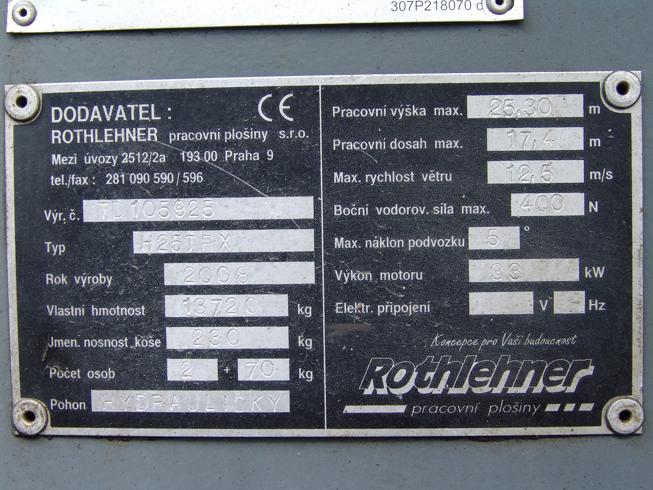 307P218070 d
DODAVATEL : CE
ROTHLEHNER pracovní plošiny s.r.o.
Mezi úvozy 2512/2a 193 00 Praha 9
tel./fax : 281 090 590 / 596
Výr. č. TD105925
Typ H25TPX
Rok výroby 2008
Vlastní hmotnost 13720 kg
Jmen. nosnost koše 230 kg
Počet osob 2 + 70 kg
Pohon HYDRAULICKÝ
Pracovní výška max. 25,30 m
Pracovní dosah max. 17,4 m
Max. rychlost větru 12,5 m/s
Boční vodorov. síla max. 400 N
Max. náklon podvozku 5 °
Výkon motoru 33 kW
Elektr. připojení V Hz
Koncepce pro Vaši budoucnost
Rothlehner
pracovní plošiny